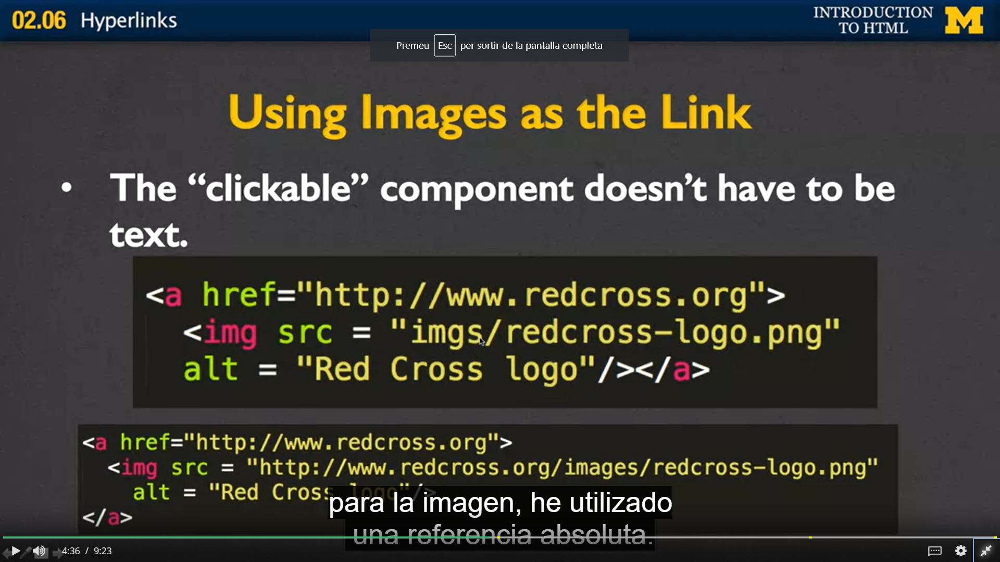 02.06 Hyperlinks
INTRODUCTION
TO HTML
M
Premeu Esc per sortir de la pantalla completa
Using Images as the Link
• The “clickable” component doesn’t have to be
text.
<a href="http://www.redcross.org">
<img src = "imgs/redcross-logo.png"
alt = "Red Cross logo"/></a>
<a href="http://www.redcross.org">
<img src = "http://www.redcross.org/images/redcross-logo.png"
alt = "Red Cross logo"/>
</a>
para la imagen, he utilizado
una referencia absoluta.
4:36 / 9:23